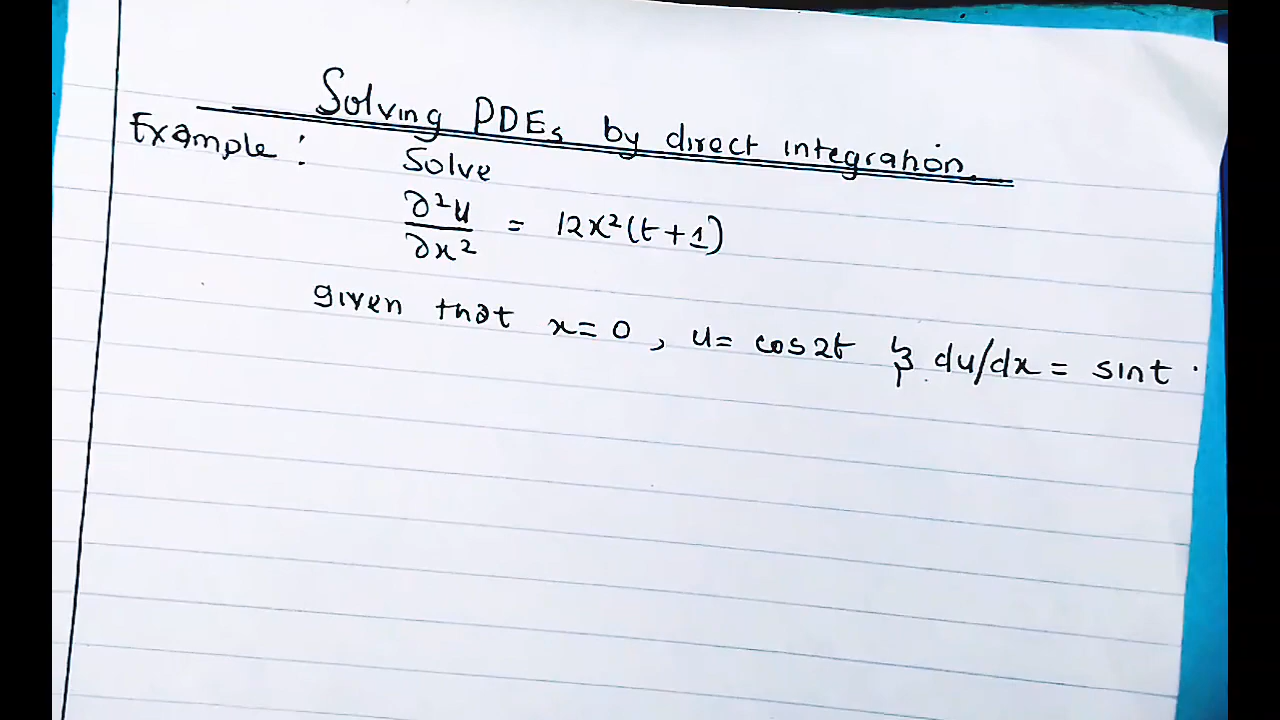 Solving PDEs by direct integration.
Example : Solve
∂²u/∂x² = 12x²(t+1)
given that x=0, u= cos2t & du/dx = sint.